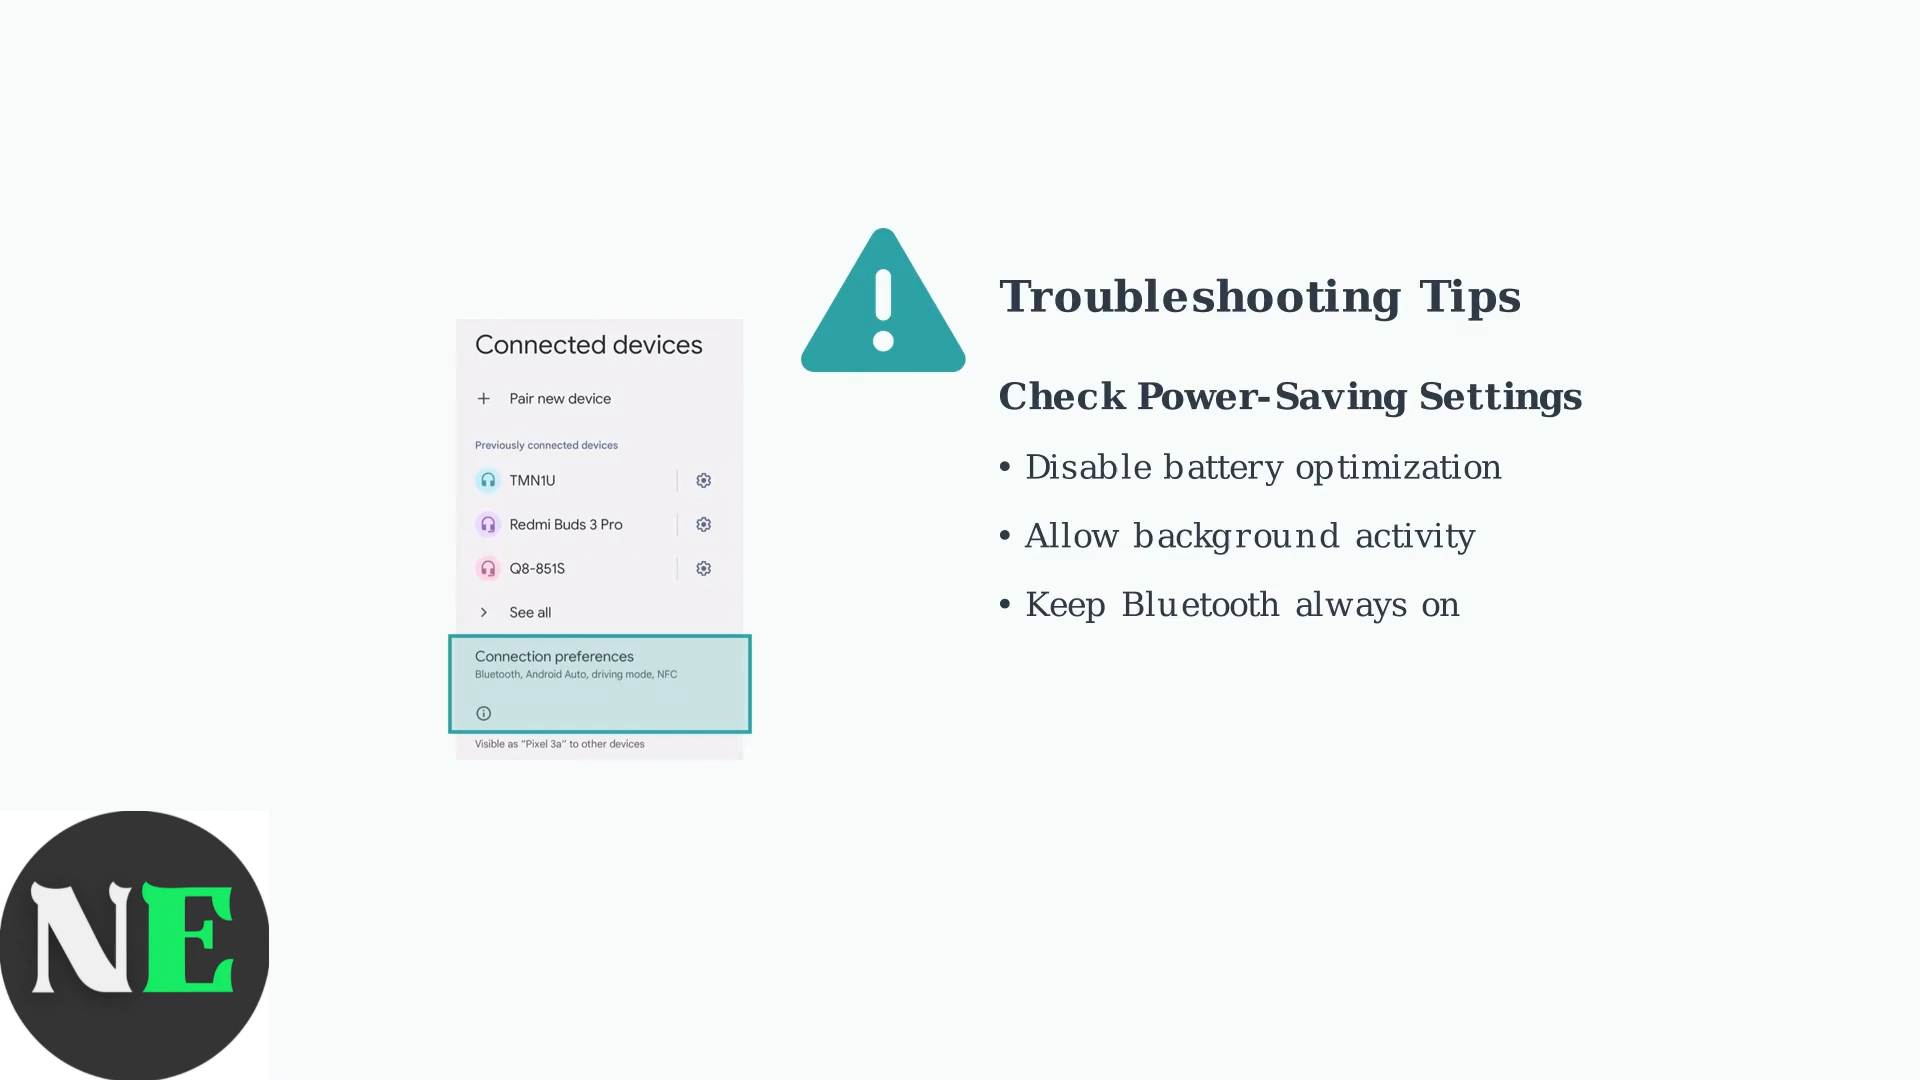 Connected devices
Pair new device
Previously connected devices
TMN1U
Redmi Buds 3 Pro
Q8-851S
See all
Connection preferences
Bluetooth, Android Auto, driving mode, NFC
Visible as “Pixel 3a” to other devices
Troubleshooting Tips
Check Power-Saving Settings
• Disable battery optimization
• Allow background activity
• Keep Bluetooth always on
NE